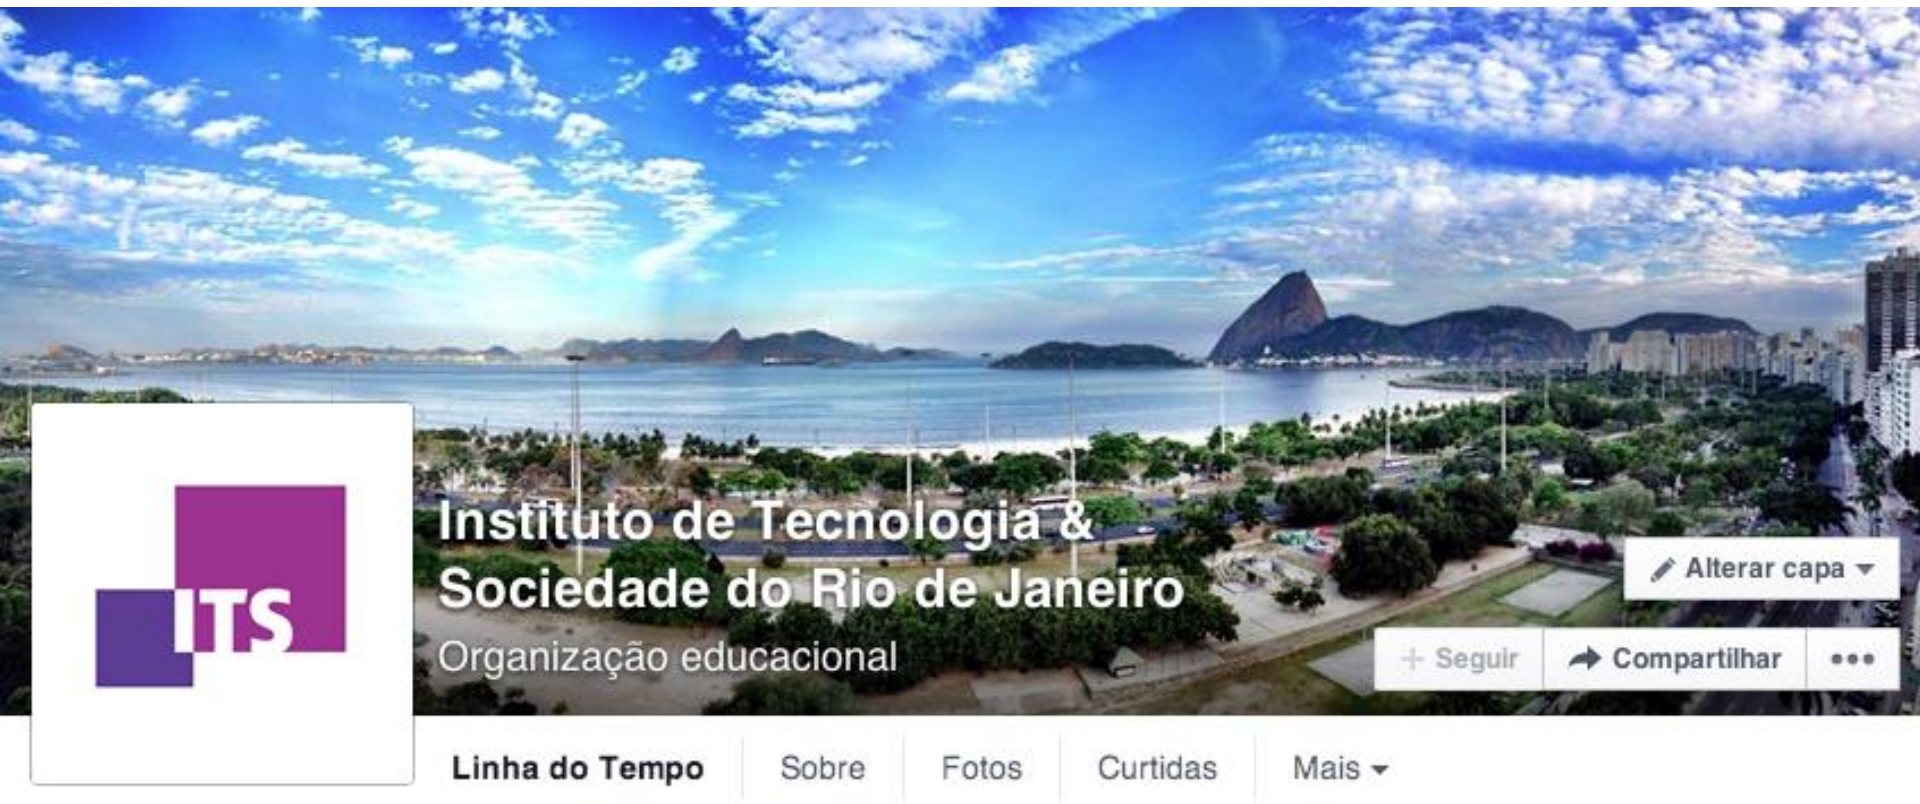 ITS
Instituto de Tecnologia &
Sociedade do Rio de Janeiro
Organização educacional
Alterar capa
+ Seguir
Compartilhar
•••
Linha do Tempo
Sobre
Fotos
Curtidas
Mais